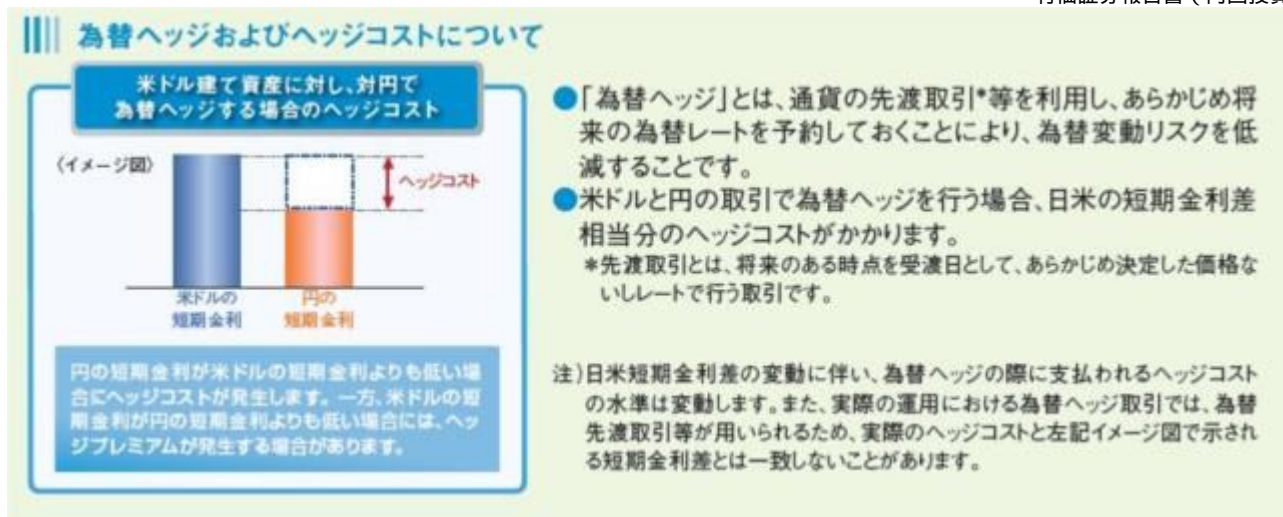 為替ヘッジおよびヘッジコストについて
米ドル建て資産に対し、対円で
為替ヘッジする場合のヘッジコスト
〈イメージ図〉
ヘッジコスト
米ドルの
短期金利
円の
短期金利
円の短期金利が米ドルの短期金利よりも低い場
合にヘッジコストが発生します。一方、米ドルの短
期金利が円の短期金利よりも低い場合には、ヘッ
ジプレミアムが発生する場合があります。
●「為替ヘッジ」とは、通貨の先渡取引*等を利用し、あらかじめ将
来の為替レートを予約しておくことにより、為替変動リスクを低
減することです。
●米ドルと円の取引で為替ヘッジを行う場合、日米の短期金利差
相当分のヘッジコストがかかります。
*先渡取引とは、将来のある時点を受渡日として、あらかじめ決定した価格な
いしレートで行う取引です。
注)日米短期金利差の変動に伴い、為替ヘッジの際に支払われるヘッジコスト
の水準は変動します。また、実際の運用における為替ヘッジ取引では、為替
先渡取引等が用いられるため、実際のヘッジコストと左記イメージ図で示され
る短期金利差とは一致しないことがあります。